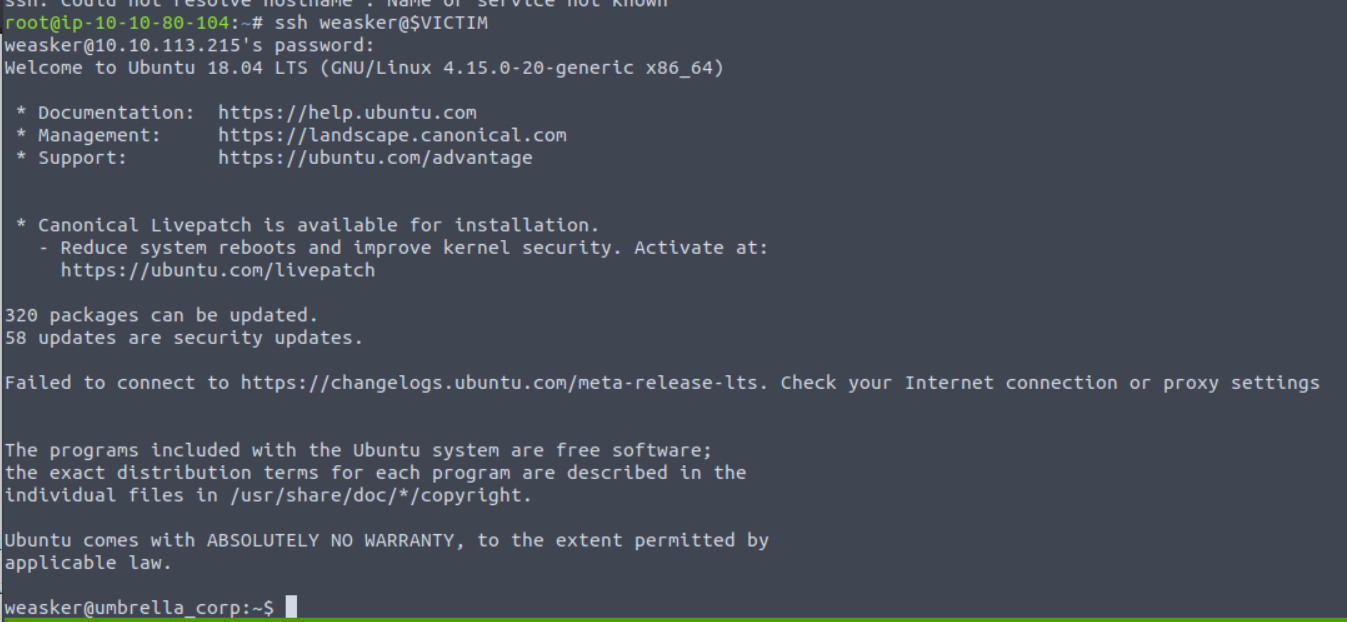 ssh: Could not resolve hostname : Name or service not known
root@ip-10-10-80-104:~# ssh weasker@$VICTIM
weasker@10.10.113.215's password:
Welcome to Ubuntu 18.04 LTS (GNU/Linux 4.15.0-20-generic x86_64)
* Documentation:  https://help.ubuntu.com
* Management:     https://landscape.canonical.com
* Support:        https://ubuntu.com/advantage
* Canonical Livepatch is available for installation.
- Reduce system reboots and improve kernel security. Activate at:
https://ubuntu.com/livepatch
320 packages can be updated.
58 updates are security updates.
Failed to connect to https://changelogs.ubuntu.com/meta-release-lts. Check your Internet connection or proxy settings
The programs included with the Ubuntu system are free software;
the exact distribution terms for each program are described in the
individual files in /usr/share/doc/*/copyright.
Ubuntu comes with ABSOLUTELY NO WARRANTY, to the extent permitted by
applicable law.
weasker@umbrella_corp:~$